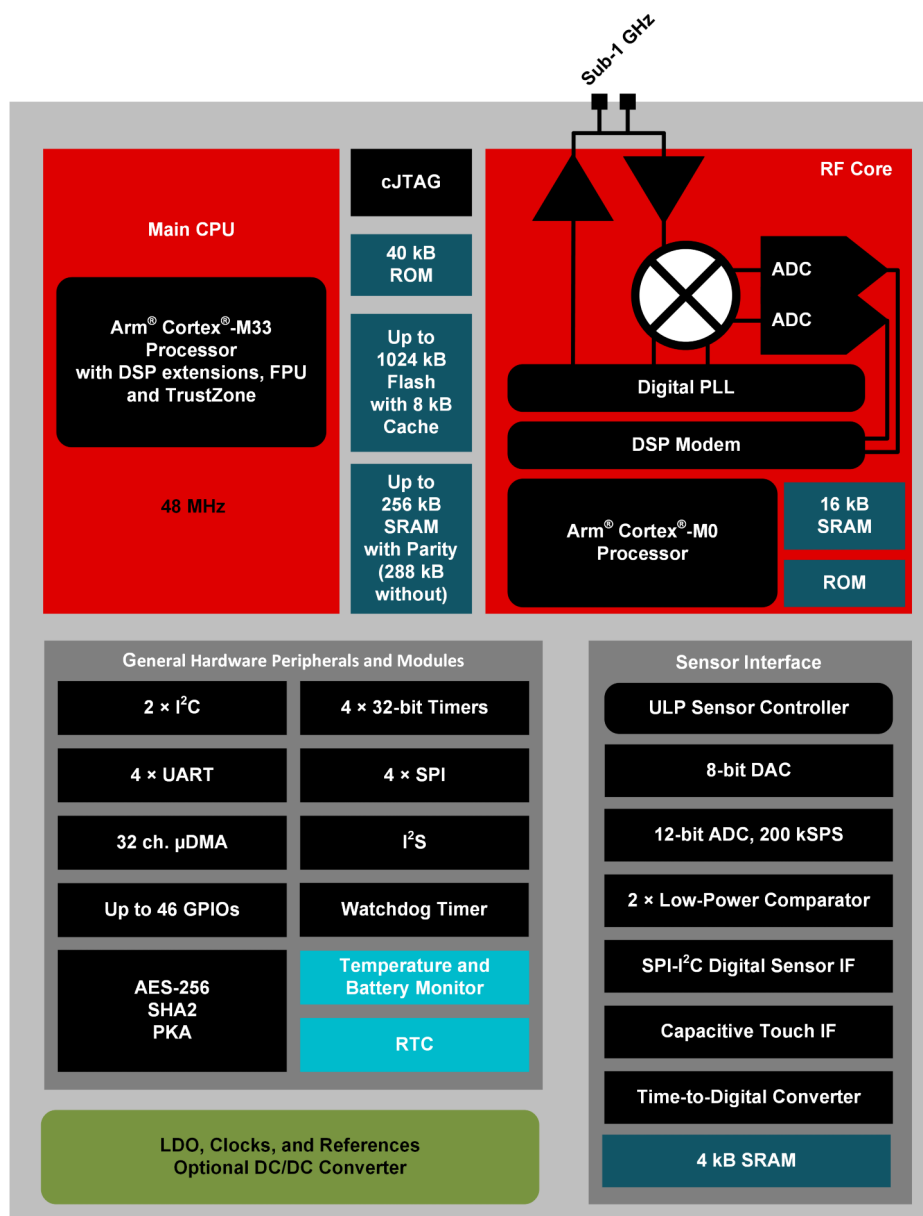 Sub-1 GHz
Main CPU
Arm® Cortex®-M33
Processor
with DSP extensions, FPU
and TrustZone
48 MHz
cJTAG
40 kB
ROM
Up to
1024 kB
Flash
with 8 kB
Cache
Up to
256 kB
SRAM
with Parity
(288 kB
without)
RF Core
ADC
ADC
Digital PLL
DSP Modem
Arm® Cortex®-M0
Processor
16 kB
SRAM
ROM
General Hardware Peripherals and Modules
2 × I²C
4 × 32-bit Timers
4 × UART
4 × SPI
32 ch. µDMA
I²S
Up to 46 GPIOs
Watchdog Timer
AES-256
SHA2
PKA
Temperature and
Battery Monitor
RTC
LDO, Clocks, and References
Optional DC/DC Converter
Sensor Interface
ULP Sensor Controller
8-bit DAC
12-bit ADC, 200 kSPS
2 × Low-Power Comparator
SPI-I²C Digital Sensor IF
Capacitive Touch IF
Time-to-Digital Converter
4 kB SRAM